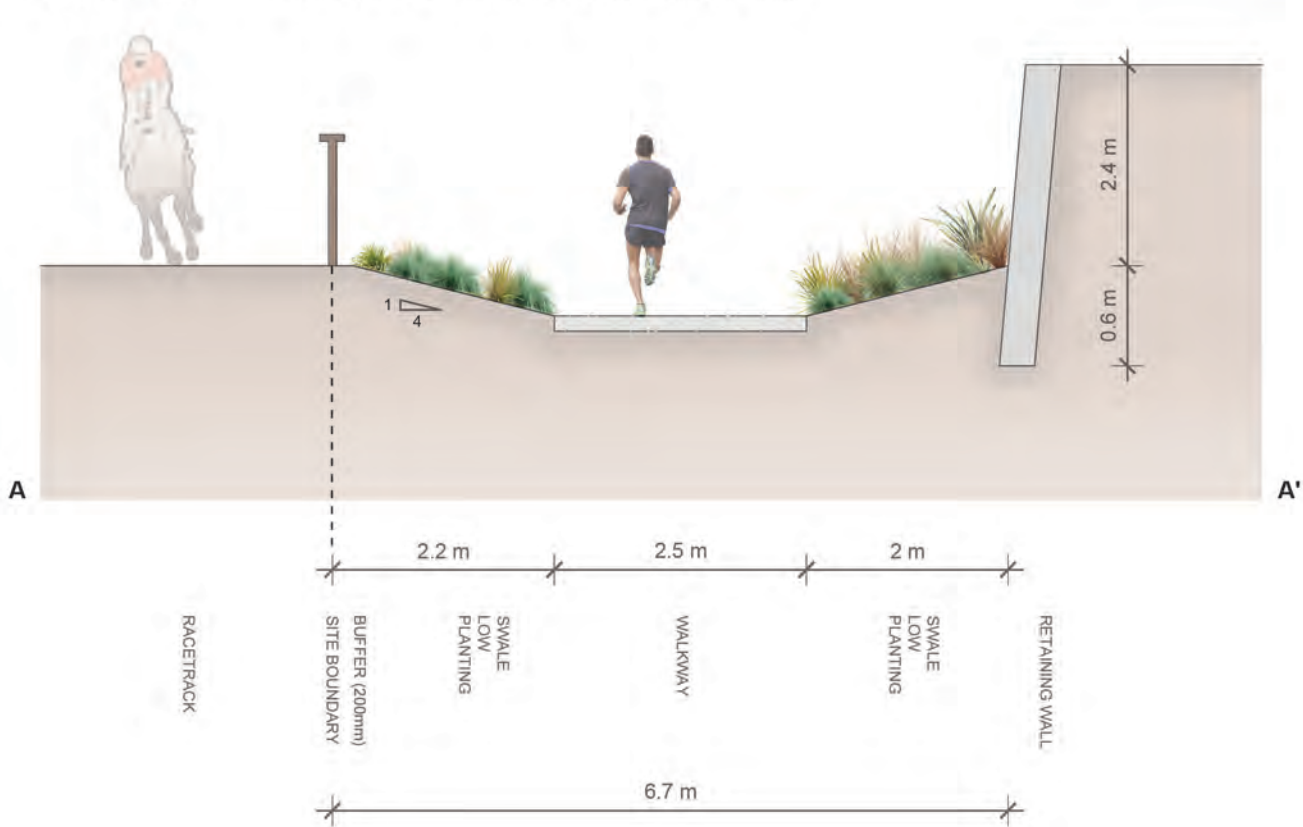 2.4 m
0.6 m
1
4
A
A'
2.2 m
2.5 m
2 m
RACETRACK
SITE BOUNDARY
BUFFER (200mm)
SWALE
LOW
PLANTING
WALKWAY
SWALE
LOW
PLANTING
RETAINING WALL
6.7 m